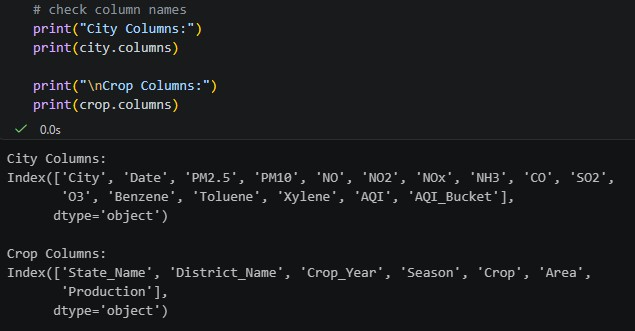 # check column names
print("City Columns:")
print(city.columns)
print("\nCrop Columns:")
print(crop.columns)
0.0s
City Columns:
Index(['City', 'Date', 'PM2.5', 'PM10', 'NO', 'NO2', 'NOx', 'NH3', 'CO', 'SO2',
'O3', 'Benzene', 'Toluene', 'Xylene', 'AQI', 'AQI_Bucket'],
dtype='object')
Crop Columns:
Index(['State_Name', 'District_Name', 'Crop_Year', 'Season', 'Crop', 'Area',
'Production'],
dtype='object')